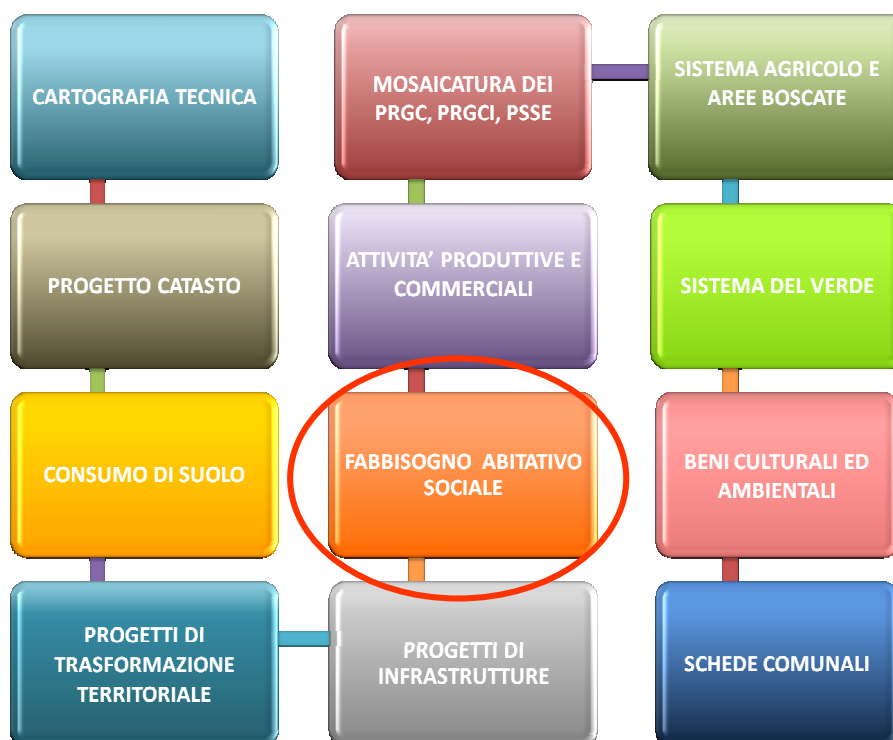 CARTOGRAFIA TECNICA
MOSAICATURA DEI
PRGC, PRGCI, PSSE
SISTEMA AGRICOLO E
AREE BOSCATE
PROGETTO CATASTO
ATTIVITA’ PRODUTTIVE E
COMMERCIALI
SISTEMA DEL VERDE
CONSUMO DI SUOLO
FABBISOGNO ABITATIVO
SOCIALE
BENI CULTURALI ED
AMBIENTALI
PROGETTI DI
TRASFORMAZIONE
TERRITORIALE
PROGETTI DI
INFRASTRUTTURE
SCHEDE COMUNALI